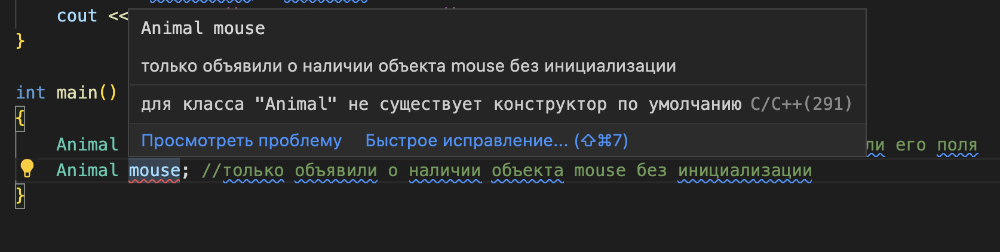 cout <<
Animal mouse
}
только объявили о наличии объекта mouse без инициализации
int main()
для класса "Animal" не существует конструктор по умолчанию C/C++(291)
{
Просмотреть проблему Быстрое исправление... (⇧⌘7)
Animal ли его поля
Animal mouse; //только объявили о наличии объекта mouse без инициализации
}